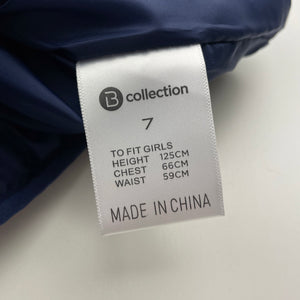 B collection
7
TO FIT GIRLS
HEIGHT 125CM
CHEST 66CM
WAIST 59CM
MADE IN CHINA